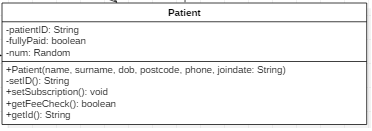 Patient
-patientID: String
-fullyPaid: boolean
-num: Random
+Patient(name, surname, dob, postcode, phone, joindate: String)
-setID(): String
+setSubscription(): void
+getFeeCheck(): boolean
+getId(): String